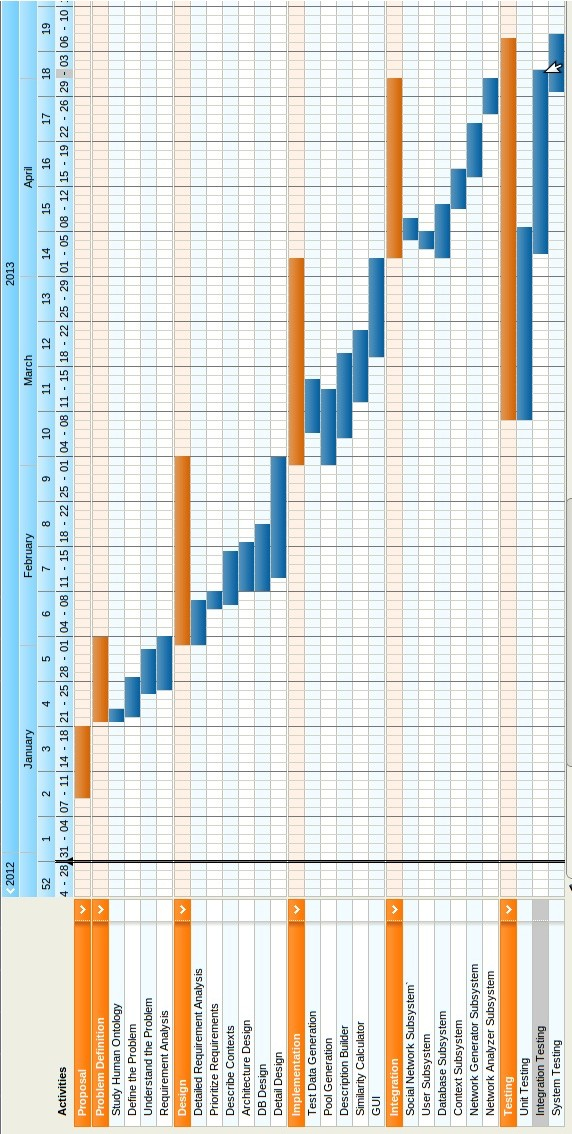 2012 2013
January February March April
52 1 2 3 4 5 6 7 8 9 10 11 12 13 14 15 16 17 18 19
Activities 4 - 28 31 - 04 07 - 11 14 - 18 21 - 25 28 - 01 04 - 08 11 - 15 18 - 22 25 - 01 04 - 08 11 - 15 18 - 22 25 - 29 01 - 05 08 - 12 15 - 19 22 - 26 29 - 03 06 - 10
Proposal
Problem Definition
Study Human Ontology
Define the Problem
Understand the Problem
Requirement Analysis
Design
Detailed Requirement Analysis
Prioritize Requirements
Describe Contexts
Architecture Design
DB Design
Detail Design
Implementation
Test Data Generation
Pool Generation
Description Builder
Similarity Calculator
GUI
Integration
Social Network Subsystem`
User Subsystem
Database Subsystem
Context Subsystem
Network Generator Subsystem
Network Analyzer Subsystem
Testing
Unit Testing
Integration Testing
System Testing